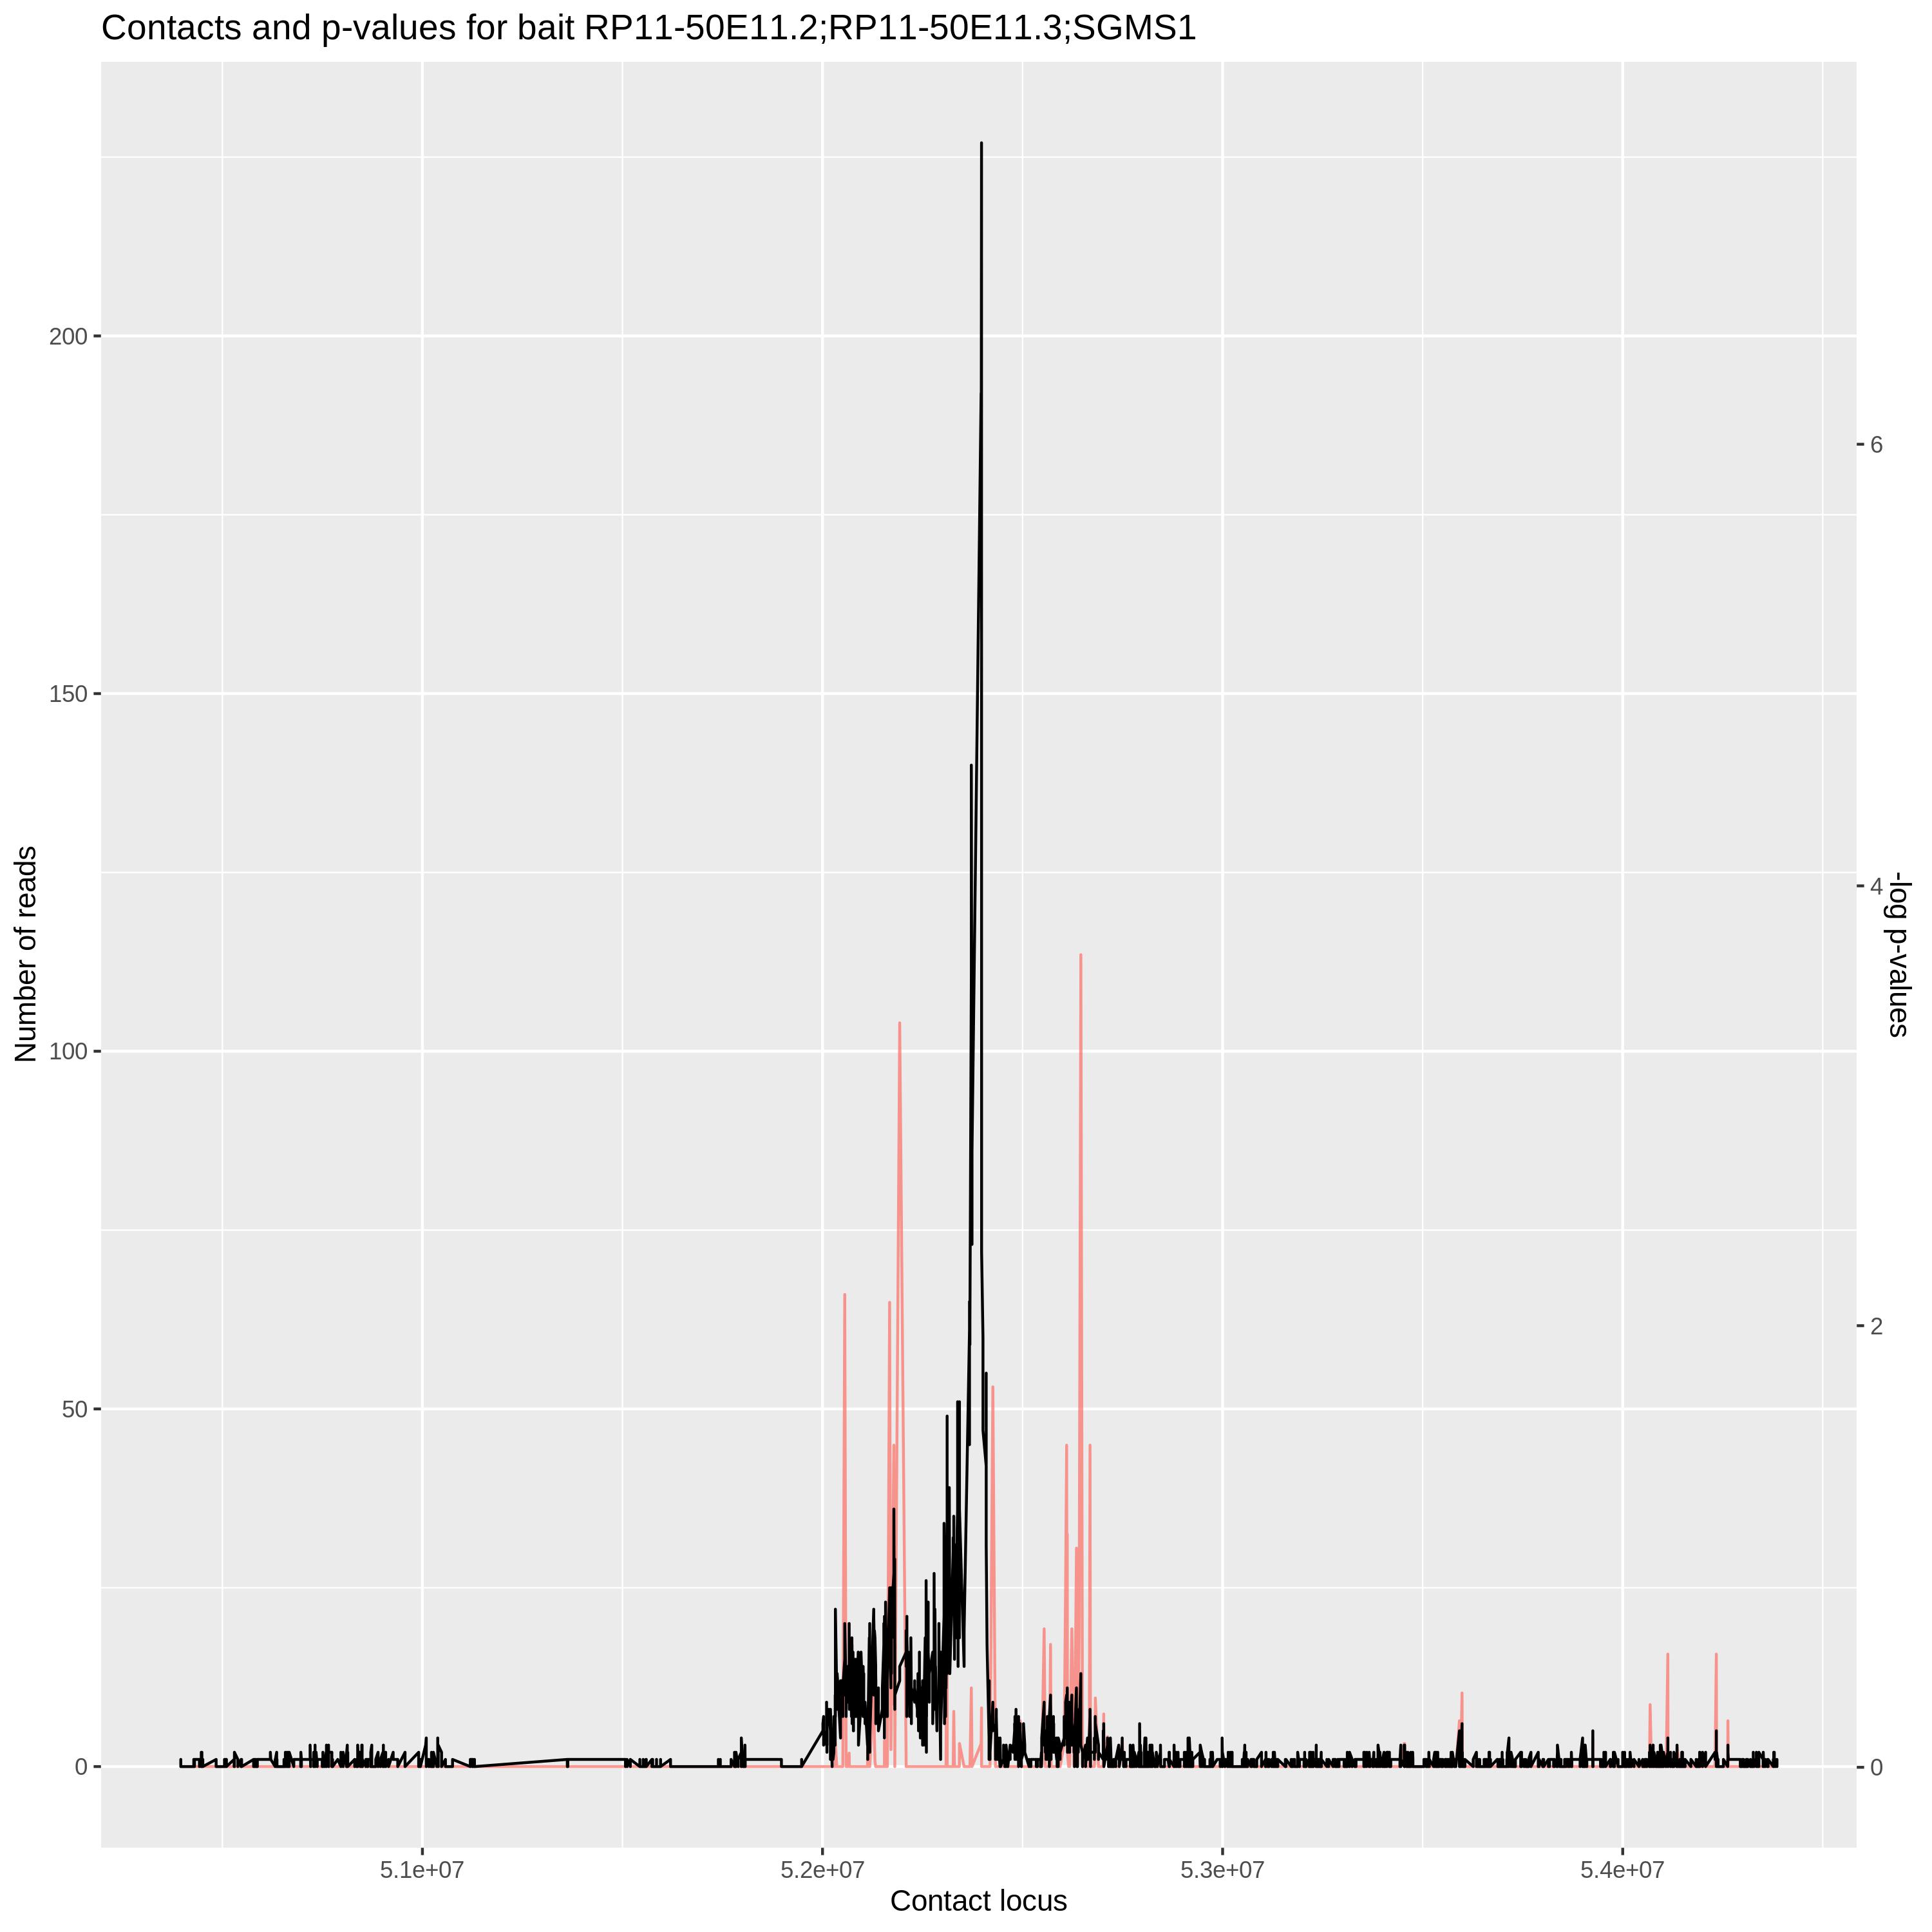 Contacts and p-values for bait RP11-50E11.2;RP11-50E11.3;SGMS1
200
150
100
50
0
Number of reads
6
4
2
0
-log p-values
5.1e+07
5.2e+07
5.3e+07
5.4e+07
Contact locus